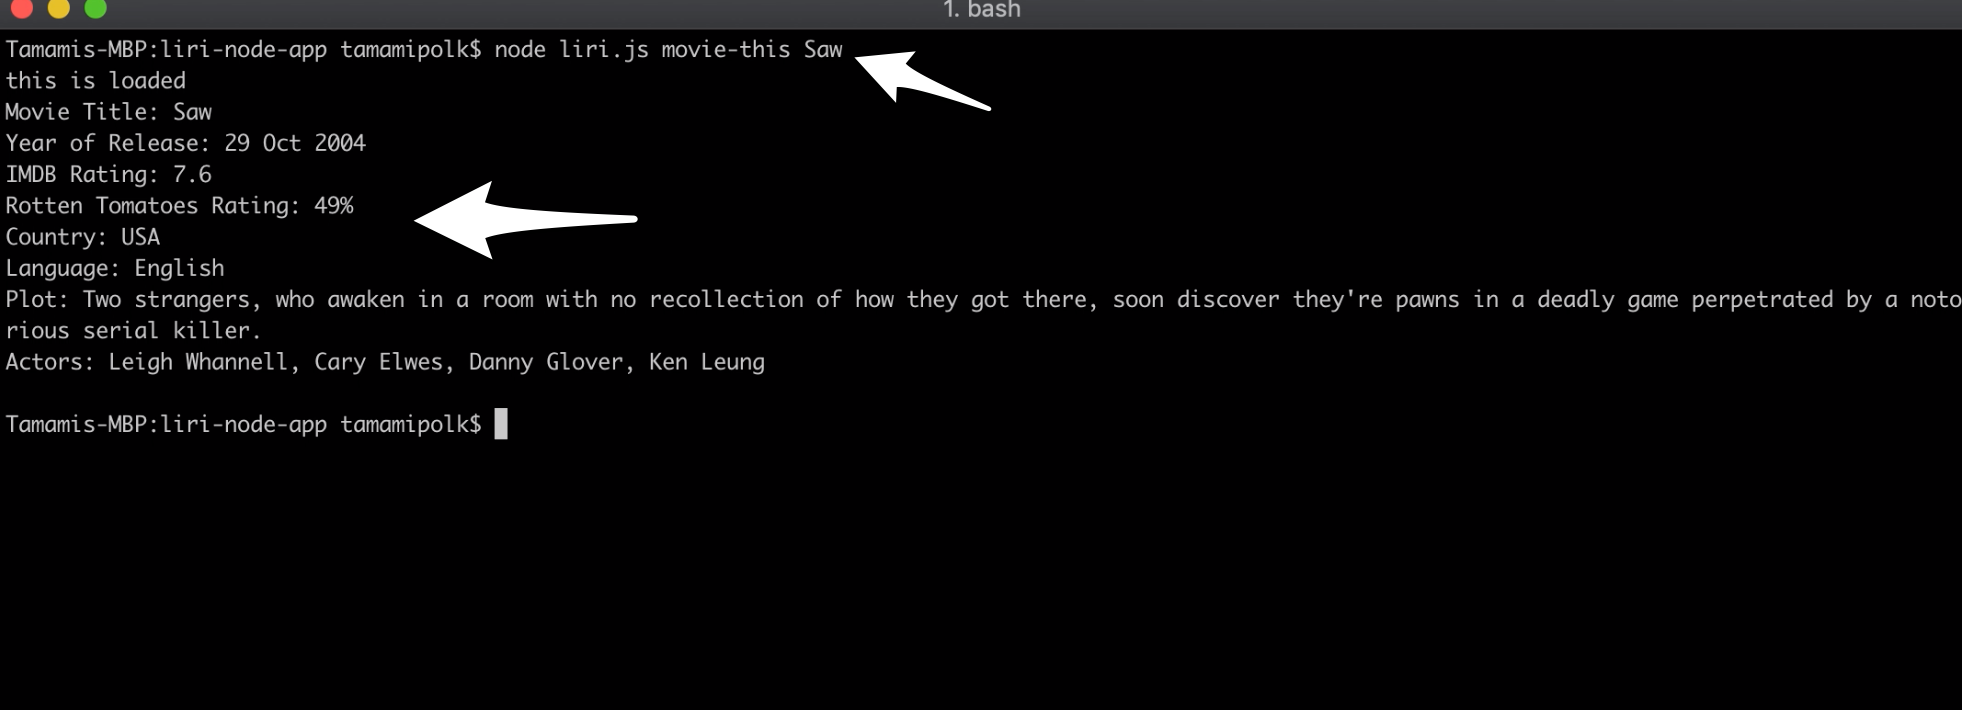 1. bash
Tamamis-MBP:liri-node-app tamamipolk$ node liri.js movie-this Saw
this is loaded
Movie Title: Saw
Year of Release: 29 Oct 2004
IMDB Rating: 7.6
Rotten Tomatoes Rating: 49%
Country: USA
Language: English
Plot: Two strangers, who awaken in a room with no recollection of how they got there, soon discover they're pawns in a deadly game perpetrated by a noto
rious serial killer.
Actors: Leigh Whannell, Cary Elwes, Danny Glover, Ken Leung
Tamamis-MBP:liri-node-app tamamipolk$